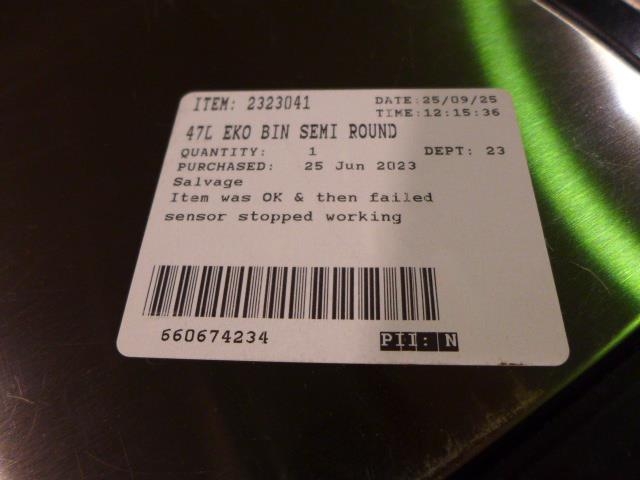 ITEM: 2323041 DATE:25/09/25
TIME:12:15:36
47L EKO BIN SEMI ROUND
QUANTITY: 1 DEPT: 23
PURCHASED: 25 Jun 2023
Salvage
Item was OK & then failed
sensor stopped working
660674234 PII: N